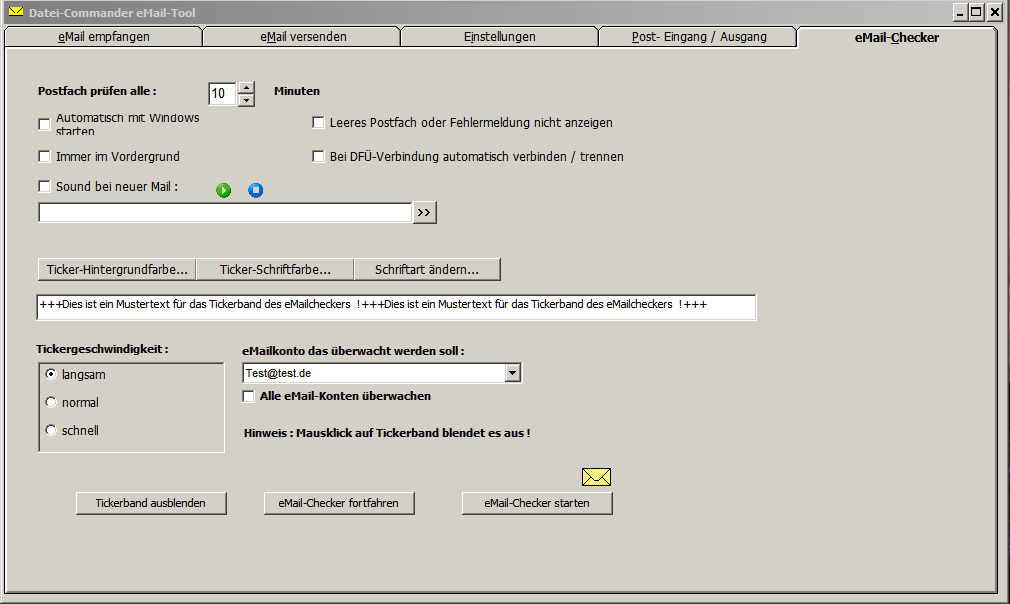 Datei-Commander eMail-Tool
eMail empfangen
eMail versenden
Einstellungen
Post- Eingang / Ausgang
eMail-Checker
Postfach prüfen alle :
10
Minuten
Automatisch mit Windows
starten
Leeres Postfach oder Fehlermeldung nicht anzeigen
Immer im Vordergrund
Bei DFÜ-Verbindung automatisch verbinden / trennen
Sound bei neuer Mail :
>>
Ticker-Hintergrundfarbe...
Ticker-Schriftfarbe...
Schriftart ändern...
+++Dies ist ein Mustertext für das Tickerband des eMailcheckers !+++Dies ist ein Mustertext für das Tickerband des eMailcheckers !+++
Tickergeschwindigkeit :
langsam
normal
schnell
eMailkonto das überwacht werden soll :
Test@test.de
Alle eMail-Konten überwachen
Hinweis : Mausklick auf Tickerband blendet es aus !
Tickerband ausblenden
eMail-Checker fortfahren
eMail-Checker starten